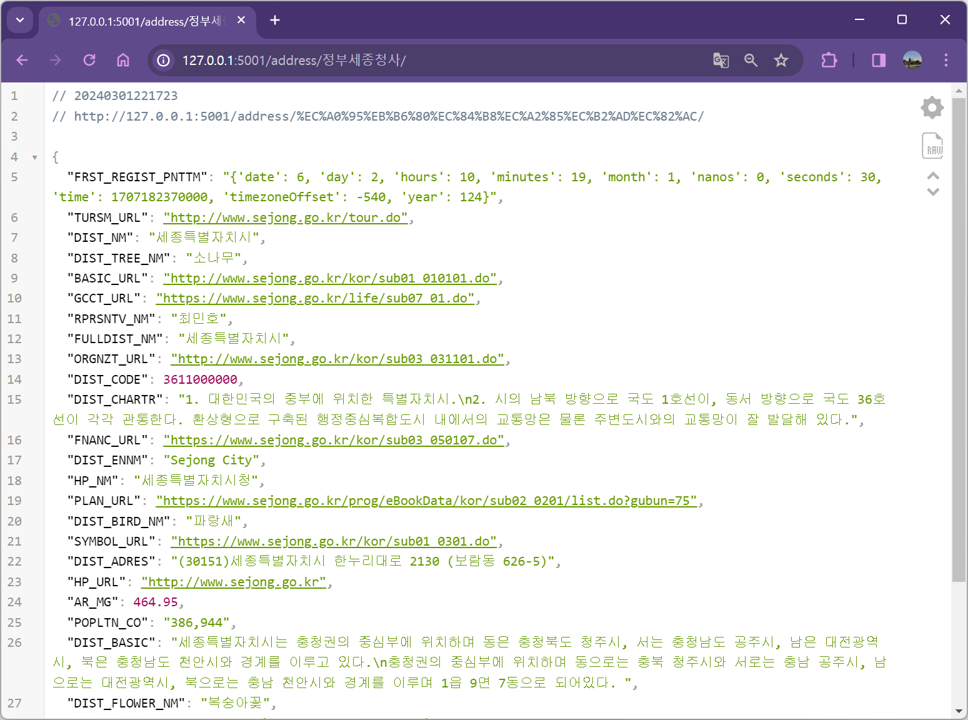 127.0.0.1:5001/address/정부세
127.0.0.1:5001/address/정부세종청사/
1 // 20240301221723
2 // http://127.0.0.1:5001/address/%EC%A0%95%EB%B6%80%EC%84%B8%EC%A2%85%EC%B2%AD%EC%82%AC/
3
4 {
5 "FRST_REGIST_PNTTM": "{'date': 6, 'day': 2, 'hours': 10, 'minutes': 19, 'month': 1, 'nanos': 0, 'seconds': 30,
'time': 1707182370000, 'timezoneOffset': -540, 'year': 124}",
6 "TURSM_URL": "http://www.sejong.go.kr/tour.do",
7 "DIST_NM": "세종특별자치시",
8 "DIST_TREE_NM": "소나무",
9 "BASIC_URL": "http://www.sejong.go.kr/kor/sub01_010101.do",
10 "GCCT_URL": "https://www.sejong.go.kr/life/sub07_01.do",
11 "RPRSNTV_NM": "최민호",
12 "FULLDIST_NM": "세종특별자치시",
13 "ORGNZT_URL": "http://www.sejong.go.kr/kor/sub03_031101.do",
14 "DIST_CODE": 3611000000,
15 "DIST_CHARTR": "1. 대한민국의 중부에 위치한 특별자치시.\n2. 시의 남북 방향으로 국도 1호선이, 동서 방향으로 국도 36호
선이 각각 관통한다. 환상형으로 구축된 행정중심복합도시 내에서의 교통망은 물론 주변도시와의 교통망이 잘 발달해 있다.",
16 "FNANC_URL": "http://www.sejong.go.kr/kor/sub03_050107.do",
17 "DIST_ENNM": "Sejong City",
18 "HP_NM": "세종특별자치시청",
19 "PLAN_URL": "https://www.sejong.go.kr/prog/eBookData/kor/sub02_0201/list.do?gubun=75",
20 "DIST_BIRD_NM": "파랑새",
21 "SYMBOL_URL": "https://www.sejong.go.kr/kor/sub01_0301.do",
22 "DIST_ADRES": "(30151)세종특별자치시 한누리대로 2130 (보람동 626-5)",
23 "HP_URL": "http://www.sejong.go.kr",
24 "AR_MG": 464.95,
25 "POPLTN_CO": "386,944",
26 "DIST_BASIC": "세종특별자치시는 충청권의 중심부에 위치하며 동은 충청북도 청주시, 서는 충청남도 공주시, 남은 대전광역
시, 북은 충청남도 천안시와 경계를 이루고 있다.\n충청권의 중심부에 위치하며 동으로는 충북 청주시와 서로는 충남 공주시, 남
으로는 대전광역시, 북으로는 충남 천안시와 경계를 이루며 1읍 9면 7동으로 되어있다. ",
27 "DIST_FLOWER_NM": "복숭아꽃",
RAW